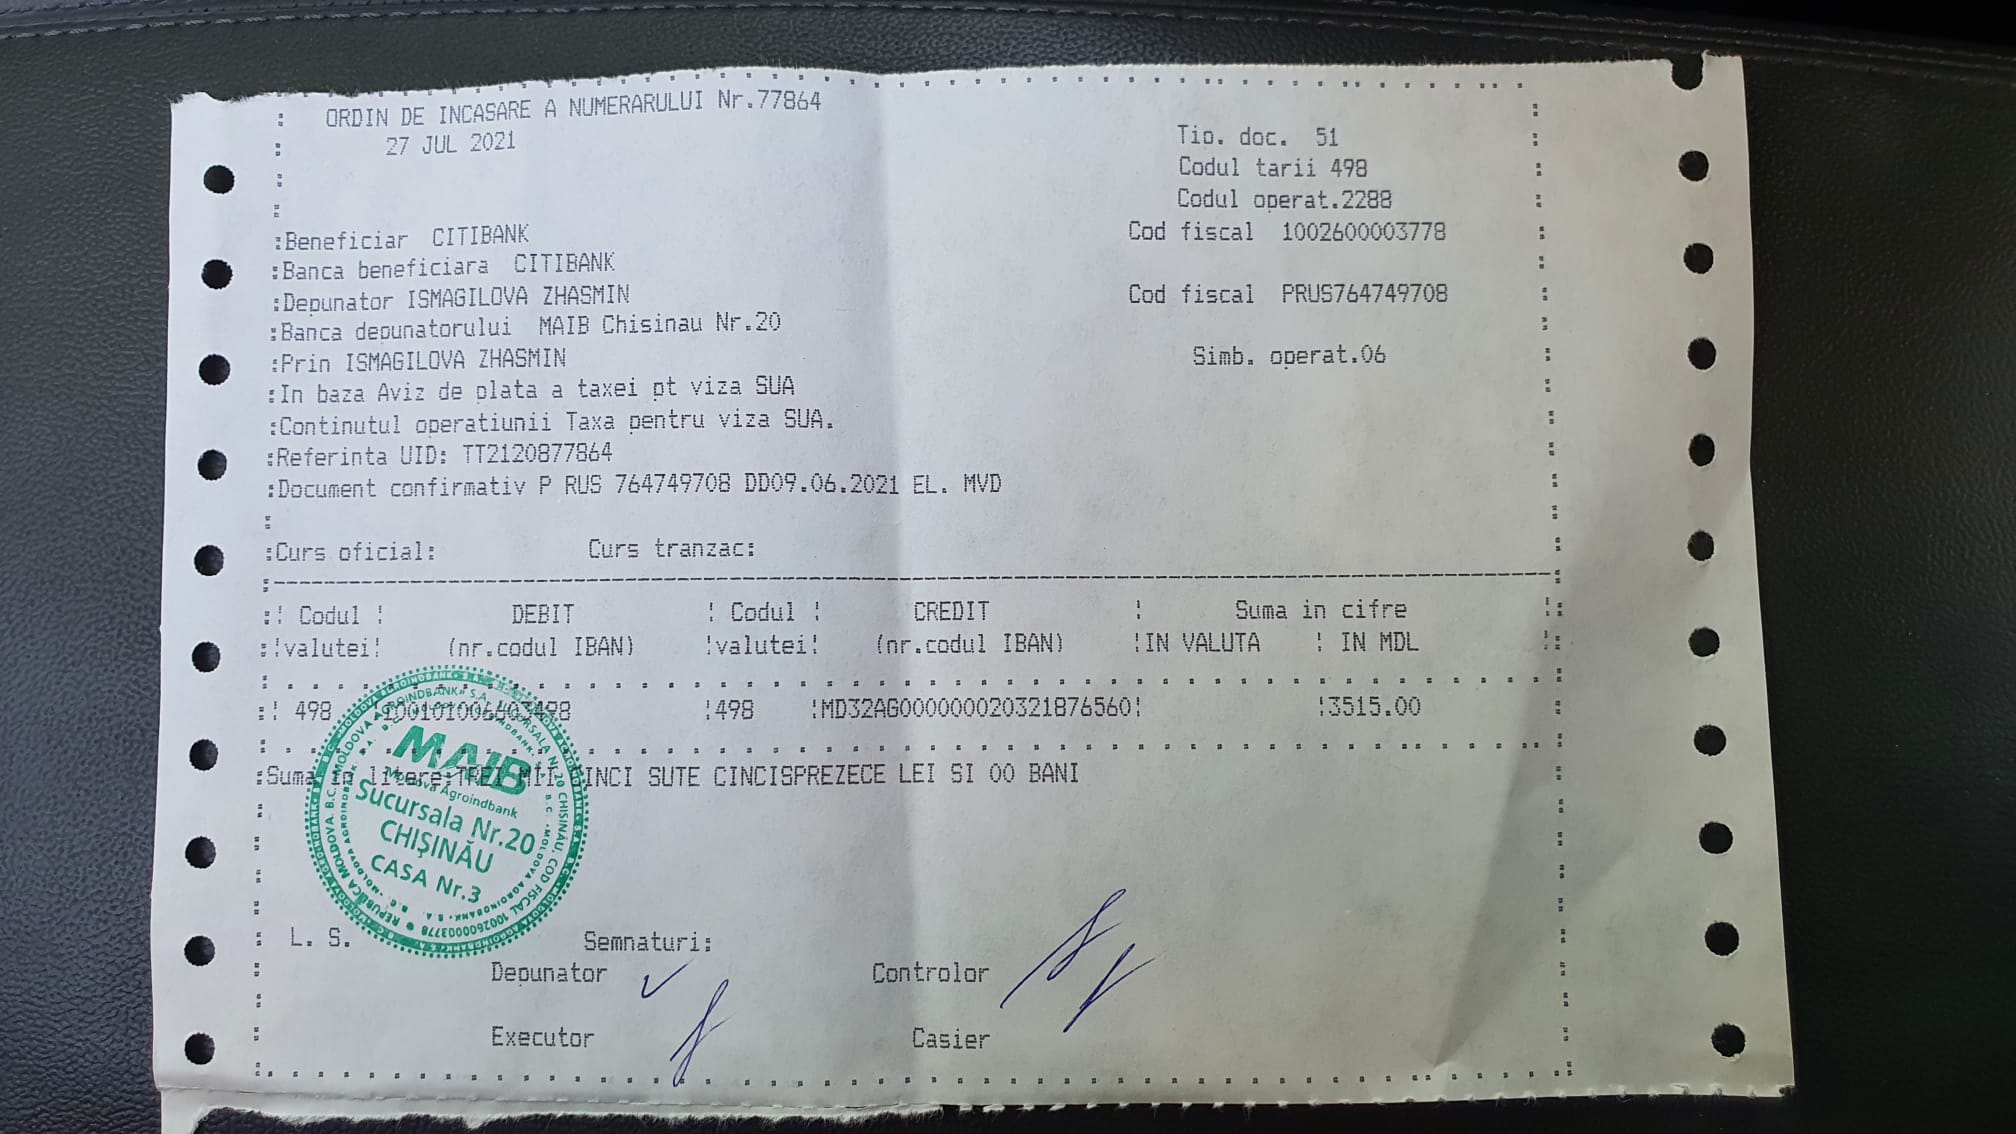 ORDIN DE INCASARE A NUMERARULUI Nr.77864
27 JUL 2021
Tip. doc. 51
Codul tarii 498
Codul operat.2288
:Beneficiar CITIBANK Cod fiscal 1002600003778
:Banca beneficiara CITIBANK
:Depunator ISMAGILOVA ZHASMIN Cod fiscal PRUS764749708
:Banca depunatorului MAIB Chisinau Nr.20
:Prin ISMAGILOVA ZHASMIN Simb. operat.06
:In baza Aviz de plata a taxei pt viza SUA
:Continutul operatiunii Taxa pentru viza SUA.
:Referinta UID: TT2120877864
:Document confirmativ P RUS 764749708 DD09.06.2021 EL. MVD
:Curs oficial: Curs tranzac:
:¦ Codul ¦ DEBIT ¦ Codul ¦ CREDIT ¦ Suma in cifre ¦:
:¦valutei¦ (nr.codul IBAN) ¦valutei¦ (nr.codul IBAN) ¦IN VALUTA ¦ IN MDL ¦:
:¦ 498 ¦ ¦498 ¦MD32AG000000020321876560¦ ¦3515.00
:Suma in litere:TREI MII CINCI SUTE CINCISPREZECE LEI SI 00 BANI
MAIB
Moldova Agroindbank
Sucursala Nr.20
CHIȘINĂU
CASA Nr.3
REPUBLICA MOLDOVA. B.C. «MOLDOVA AGROINDBANK» S.A. SUCURSALA Nr.20 CHIȘINĂU, COD FISCAL 1002600003778
L. S. Semnaturi:
Depunator Controlor
Executor Casier